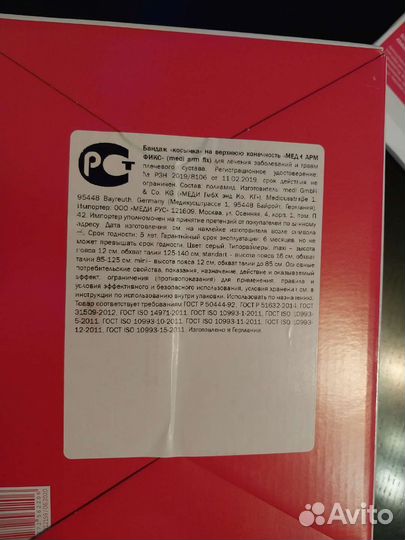 РСТ
Бандаж «косынка» на верхнюю конечность «МЕДИ АРМ
ФИКС» (medi arm fix) для лечения заболеваний и травм
плечевого сустава. Регистрационное удостоверение:
№ РЗН 2019/8106 от 11.02.2019, срок действия не
ограничен. Состав: полиамид. Изготовитель: medi GmbH
& Co. KG («МЕДИ ГмбХ энд Ко. КГ»), Medicusstraße 1,
95448 Bayreuth, Germany (Медикусштрассе 1, 95448 Байройт, Германия).
Импортер: ООО «МЕДИ РУС» 121609, Москва, ул. Осенняя, 4, корп. 1, пом. П
42. Импортер уполномочен на принятие претензий от покупателей по данному
адресу. Дата изготовления см. на наклейке изготовителя возле символа
. Срок годности: 5 лет. Гарантийный срок эксплуатации: 6 месяцев, но не
может превышать срок годности. Цвет: серый. Типоразмеры: maxi – высота
пояса 12 см, обхват талии 125-140 см, standart - высота пояса 16 см, обхват
талии 85-125 см, - высота пояса 12 см, обхват талии до 85 см. Основные
потребительские свойства, показания, назначение, действие и оказываемый
эффект, ограничения (противопоказания) для применения, правила и
условия эффективного и безопасного использования, условия хранения см. в
инструкции по использованию внутри упаковки. Использовать по назначению.
Товар соответствует требованиям ГОСТ Р 50444-92, ГОСТ Р 51632-2014, ГОСТ
31509-2012, ГОСТ ISO 14971-2011, ГОСТ ISO 10993-1-2011, ГОСТ ISO 10993-
5-2011, ГОСТ ISO 10993-10-2011, ГОСТ ISO 10993-11-2011, ГОСТ ISO 10993-
12-2011, ГОСТ ISO 10993-15-2011. Изготовлено в Германии.
Avito